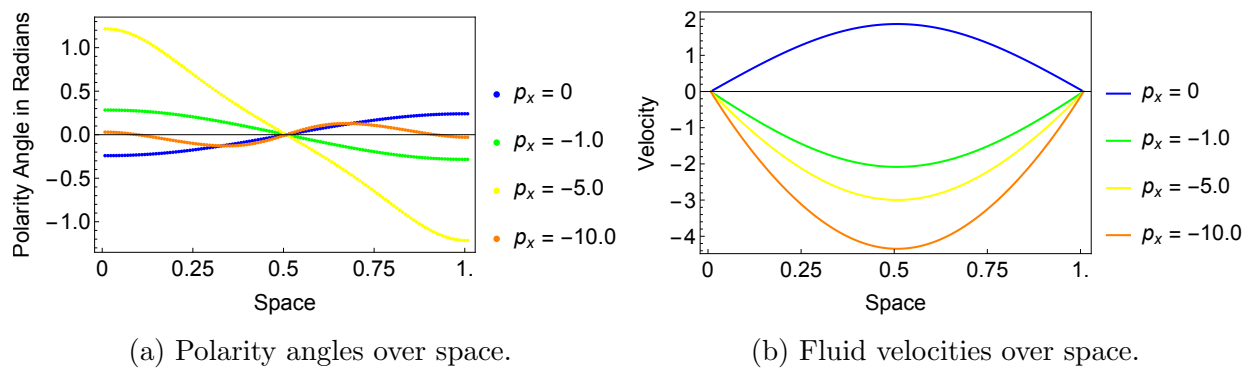 Polarity Angle in Radians
1.0
0.5
0.0
−0.5
−1.0
0 0.25 0.5 0.75 1.
Space
p_x = 0
p_x = −1.0
p_x = −5.0
p_x = −10.0
(a) Polarity angles over space.
Velocity
2
1
0
−1
−2
−3
−4
0 0.25 0.5 0.75 1.
Space
p_x = 0
p_x = −1.0
p_x = −5.0
p_x = −10.0
(b) Fluid velocities over space.